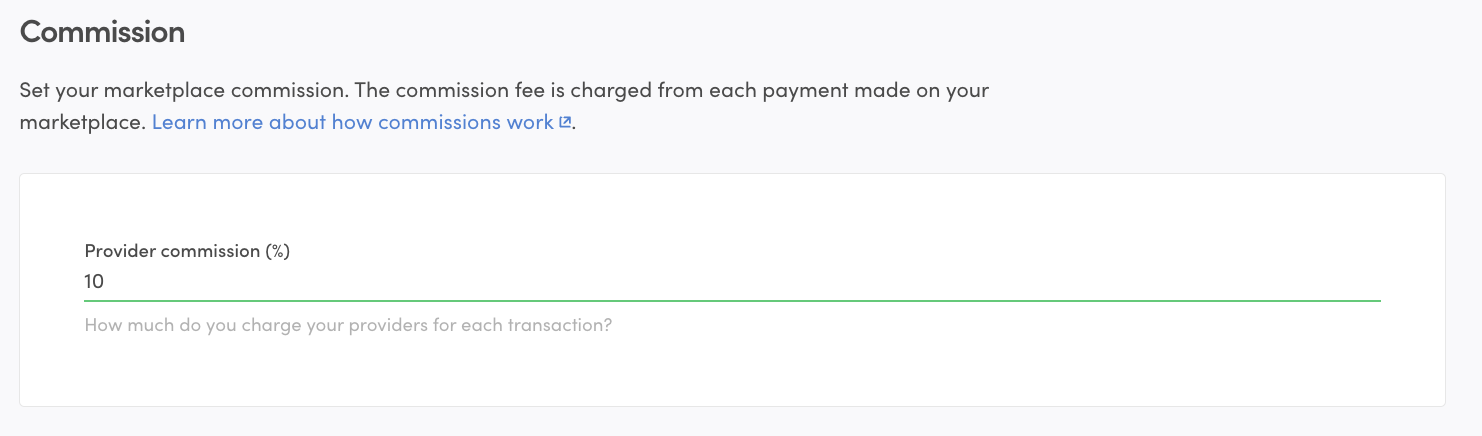 Commission
Set your marketplace commission. The commission fee is charged from each payment made on your
marketplace. Learn more about how commissions work.
Provider commission (%)
10
How much do you charge your providers for each transaction?